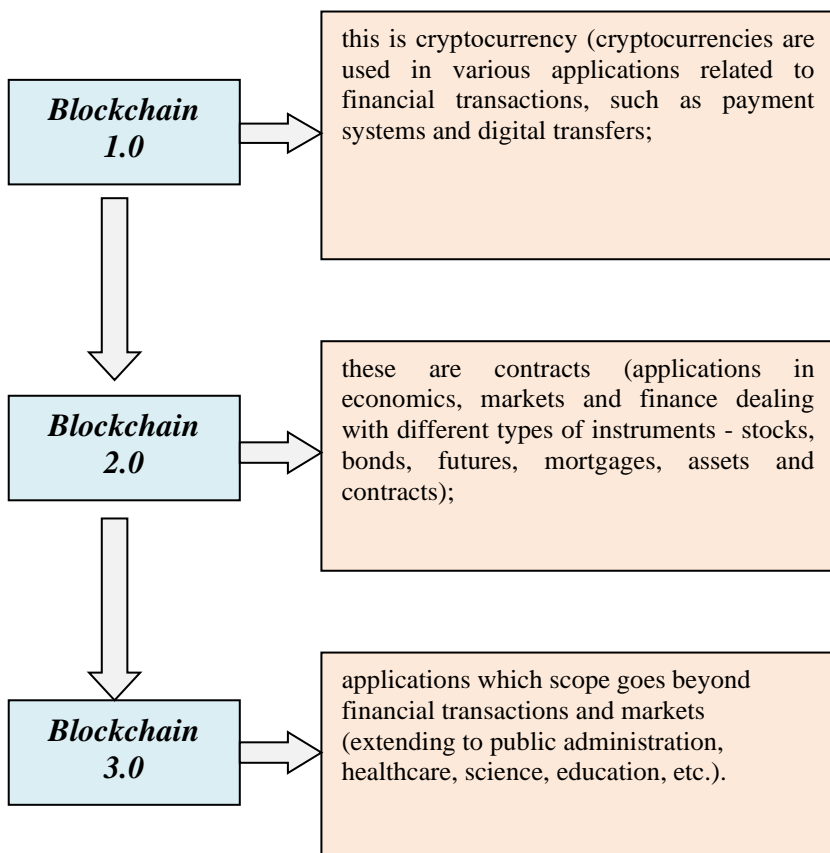 Blockchain
1.0
this is cryptocurrency (cryptocurrencies are
used in various applications related to
financial transactions, such as payment
systems and digital transfers;
Blockchain
2.0
these are contracts (applications in
economics, markets and finance dealing
with different types of instruments - stocks,
bonds, futures, mortgages, assets and
contracts);
Blockchain
3.0
applications which scope goes beyond
financial transactions and markets
(extending to public administration,
healthcare, science, education, etc.).